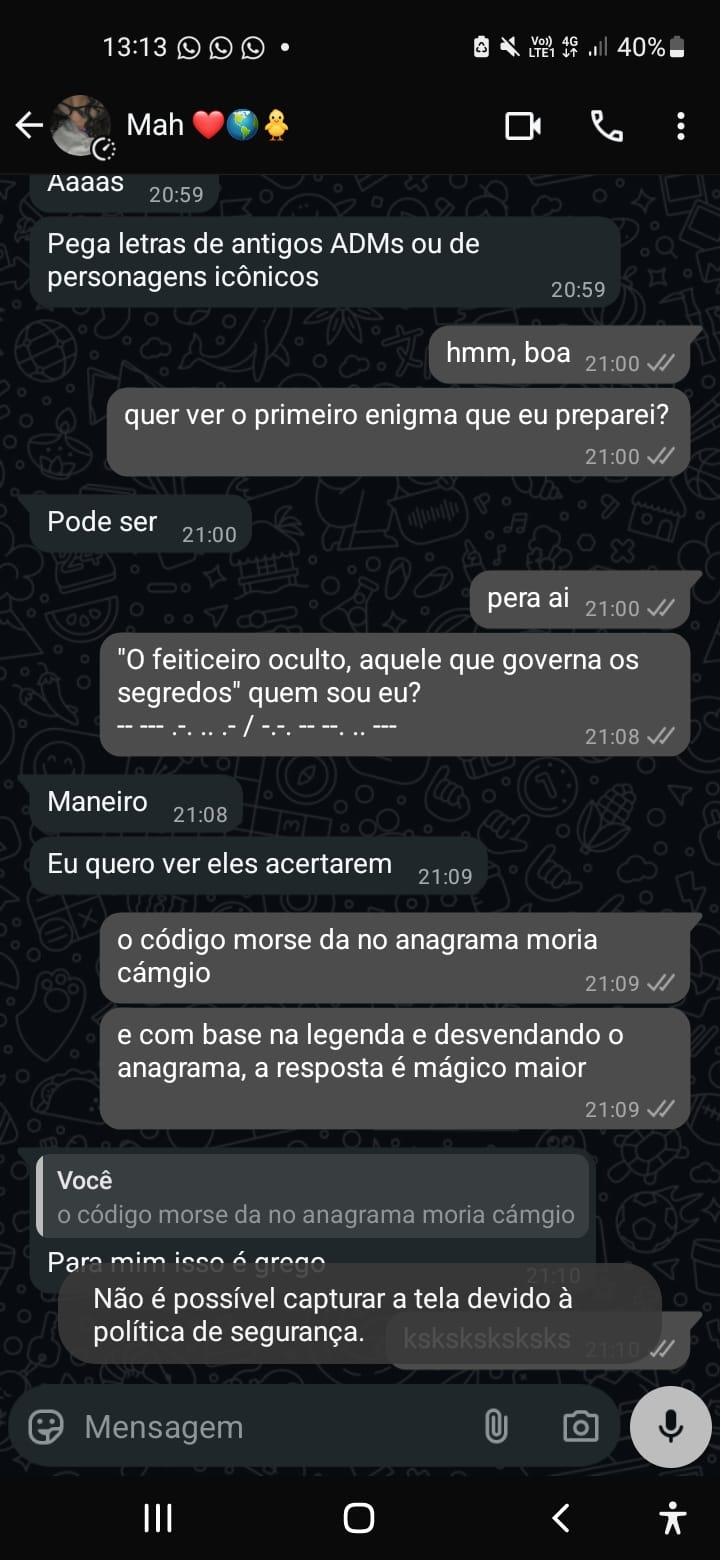 13:13
Vo)) LTE1 4G 40%
Mah ❤️🌎🐥
Aaaas 20:59
Pega letras de antigos ADMs ou de
personagens icônicos
20:59
hmm, boa 21:00
quer ver o primeiro enigma que eu preparei?
21:00
Pode ser 21:00
pera ai 21:00
"O feiticeiro oculto, aquele que governa os
segredos" quem sou eu?
-- --- .-. .. .- / -.-. -- --. .. --- 21:08
Maneiro 21:08
Eu quero ver eles acertarem 21:09
o código morse da no anagrama moria
cámgio 21:09
e com base na legenda e desvendando o
anagrama, a resposta é mágico maior
21:09
Você
o código morse da no anagrama moria cámgio
Para mim isso é grego
21:10
Não é possível capturar a tela devido à
política de segurança.
ksksksksksks 21:10
Mensagem